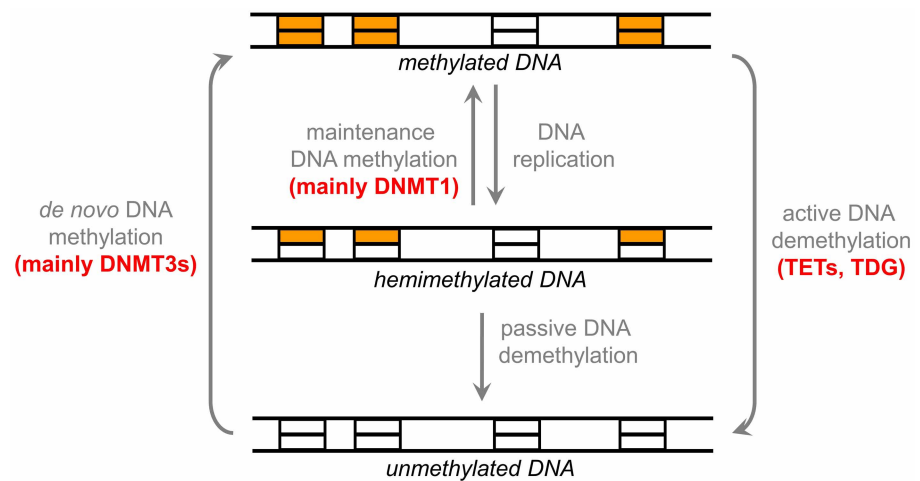 methylated DNA
maintenance
DNA methylation
(mainly DNMT1)
DNA
replication
de novo DNA
methylation
(mainly DNMT3s)
active DNA
demethylation
(TETs, TDG)
hemimethylated DNA
passive DNA
demethylation
unmethylated DNA